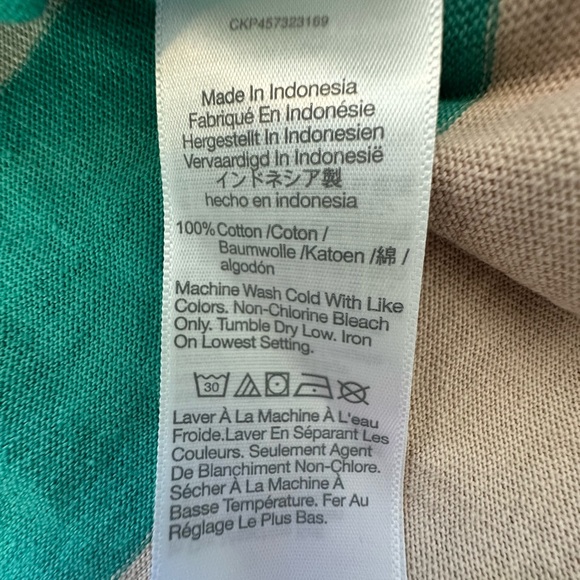 CKP457323169
Made In Indonesia
Fabriqué En Indonésie
Hergestellt In Indonesien
Vervaardigd In Indonesië
インドネシア製
hecho en indonesia
100% Cotton /Coton /
Baumwolle /Katoen /綿 /
algodón
Machine Wash Cold With Like
Colors. Non-Chlorine Bleach
Only. Tumble Dry Low. Iron
On Lowest Setting.
30
Laver À La Machine À L'eau
Froide.Laver En Séparant Les
Couleurs. Seulement Agent
De Blanchiment Non-Chlore.
Sécher À La Machine À
Basse Température. Fer Au
Réglage Le Plus Bas.